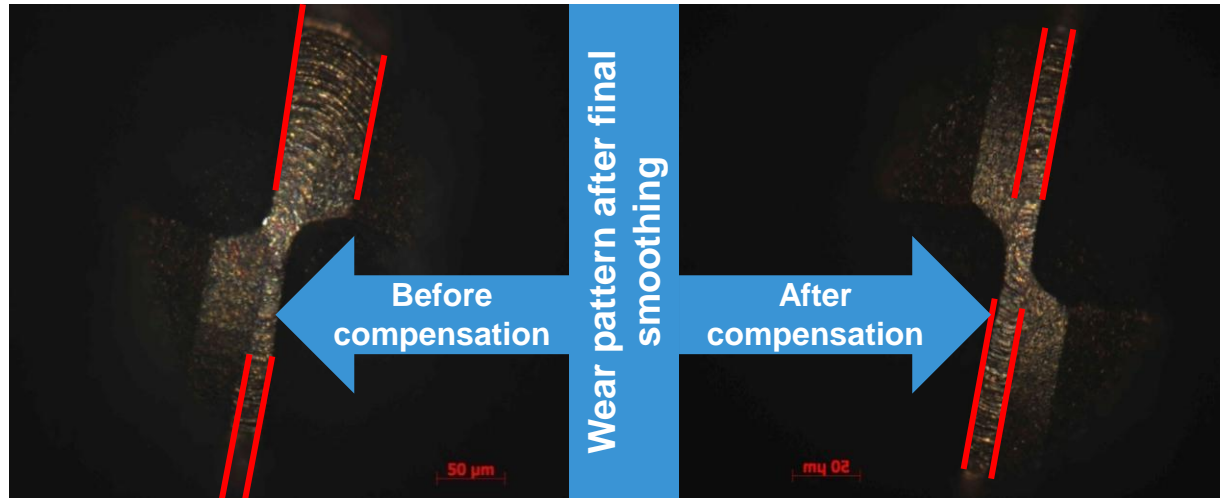 Wear pattern after final
smoothing
Before
compensation
After
compensation
50 µm
50 µm